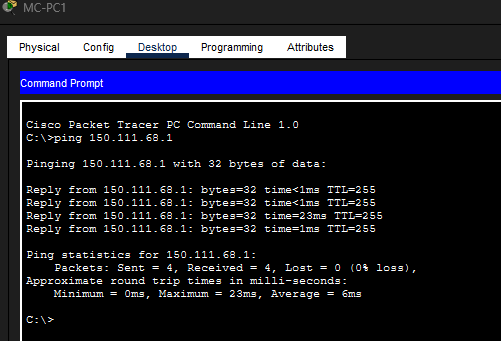 MC-PC1
Physical Config Desktop Programming Attributes
Command Prompt
Cisco Packet Tracer PC Command Line 1.0
C:\>ping 150.111.68.1
Pinging 150.111.68.1 with 32 bytes of data:
Reply from 150.111.68.1: bytes=32 time<1ms TTL=255
Reply from 150.111.68.1: bytes=32 time<1ms TTL=255
Reply from 150.111.68.1: bytes=32 time=23ms TTL=255
Reply from 150.111.68.1: bytes=32 time=1ms TTL=255
Ping statistics for 150.111.68.1:
    Packets: Sent = 4, Received = 4, Lost = 0 (0% loss),
Approximate round trip times in milli-seconds:
    Minimum = 0ms, Maximum = 23ms, Average = 6ms
C:\>